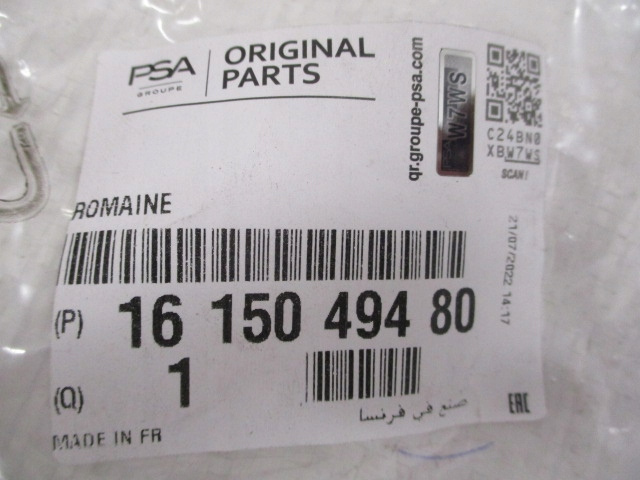 PSA
GROUPE
ORIGINAL
PARTS
qr.groupe-psa.com
W7WS
C24BN0
XBW7WS
SCAN!
ROMAINE
21/07/2022 14:17
(P) 16 150 494 80
(Q) 1
صنع في فرنسا
EAC
MADE IN FR